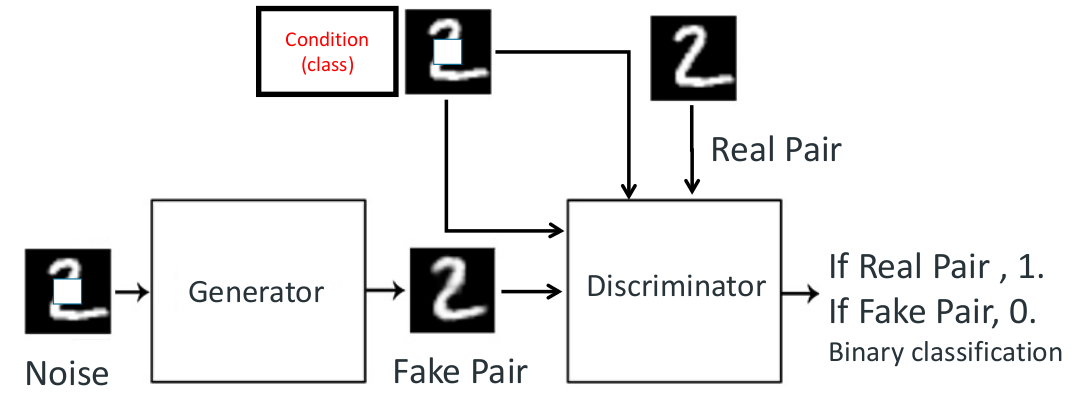 Condition
(class)
Real Pair
Generator
Discriminator
If Real Pair , 1.
If Fake Pair, 0.
Binary classification
Noise
Fake Pair